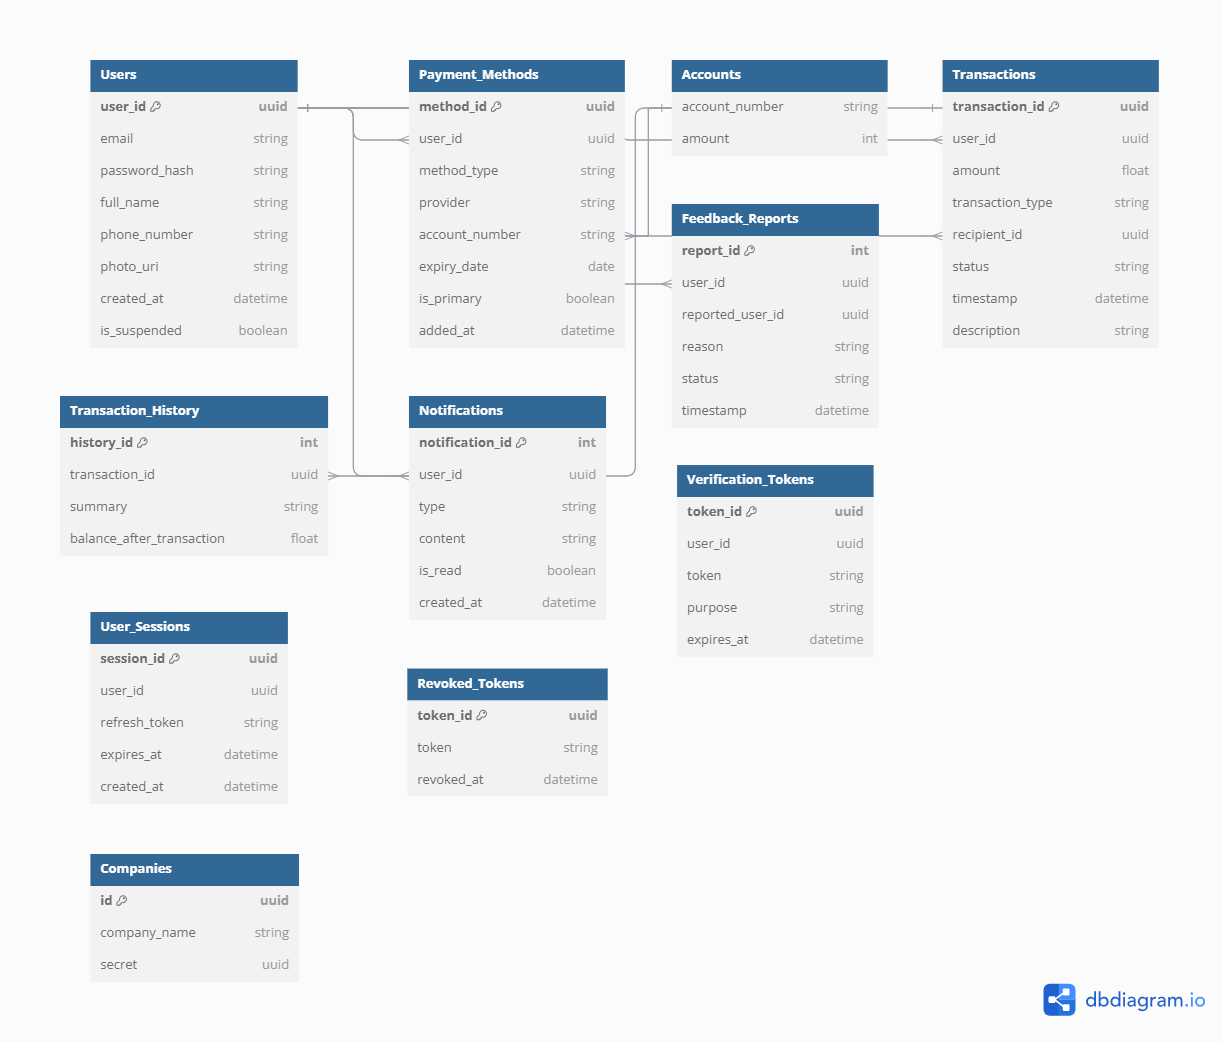 Users
user_id uuid
email string
password_hash string
full_name string
phone_number string
photo_uri string
created_at datetime
is_suspended boolean
Payment_Methods
method_id uuid
user_id uuid
method_type string
provider string
account_number string
expiry_date date
is_primary boolean
added_at datetime
Accounts
account_number string
amount int
Transactions
transaction_id uuid
user_id uuid
amount float
transaction_type string
recipient_id uuid
status string
timestamp datetime
description string
Feedback_Reports
report_id int
user_id uuid
reported_user_id uuid
reason string
status string
timestamp datetime
Transaction_History
history_id int
transaction_id uuid
summary string
balance_after_transaction float
Notifications
notification_id int
user_id uuid
type string
content string
is_read boolean
created_at datetime
Verification_Tokens
token_id uuid
user_id uuid
token string
purpose string
expires_at datetime
User_Sessions
session_id uuid
user_id uuid
refresh_token string
expires_at datetime
created_at datetime
Revoked_Tokens
token_id uuid
token string
revoked_at datetime
Companies
id uuid
company_name string
secret uuid
dbdiagram.io